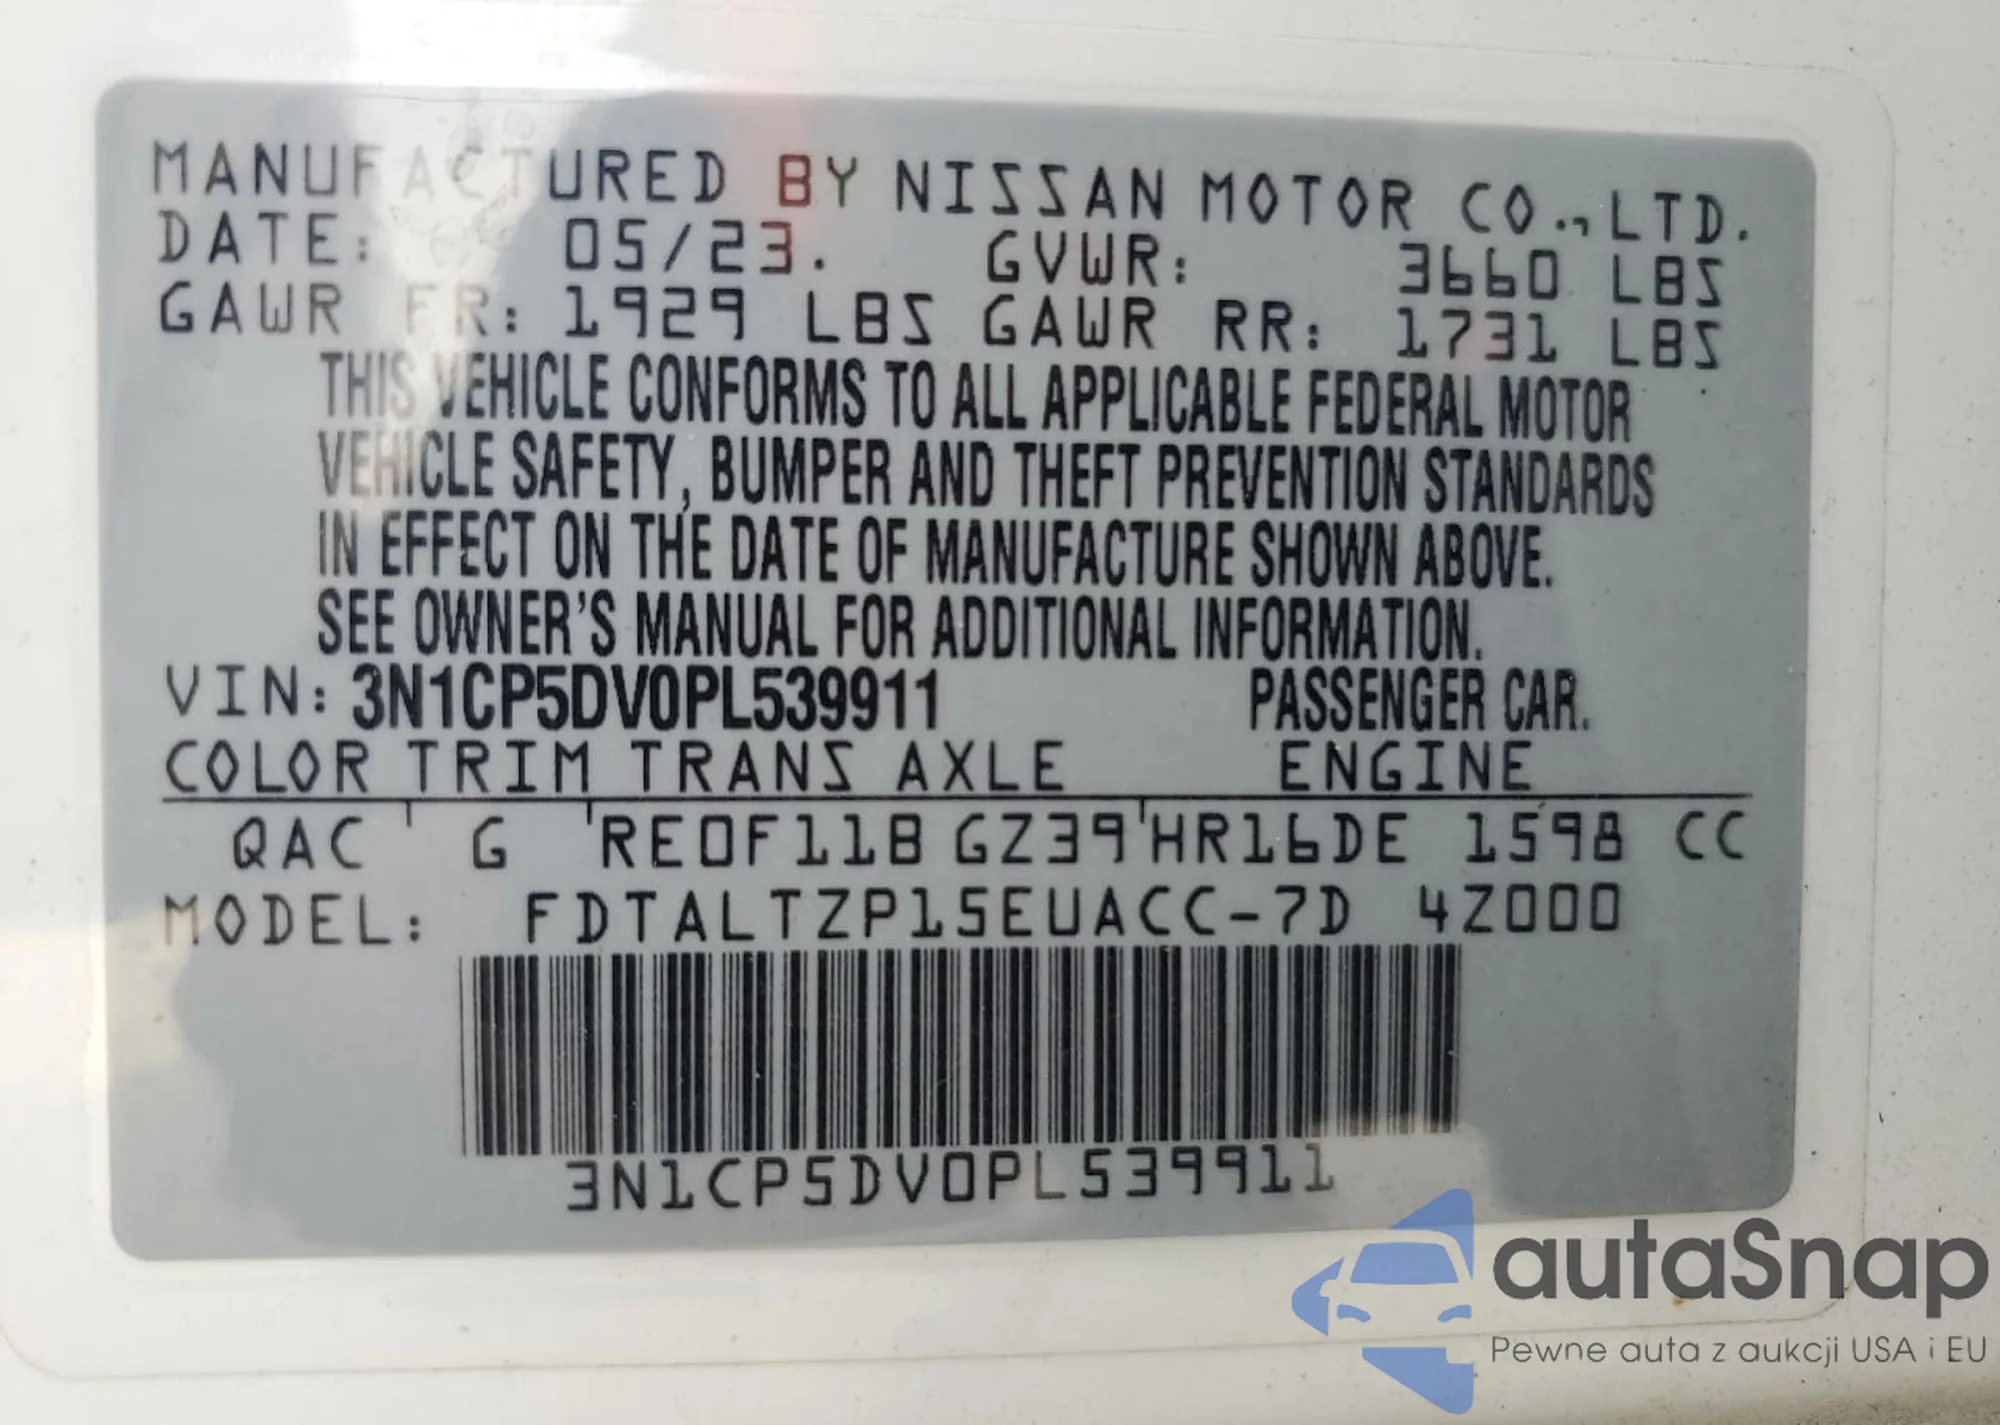 MANUFACTURED BY NISSAN MOTOR CO., LTD.
DATE: 05/23. GVWR: 3660 LBS
GAWR FR: 1929 LBS GAWR RR: 1731 LBS
THIS VEHICLE CONFORMS TO ALL APPLICABLE FEDERAL MOTOR
VEHICLE SAFETY, BUMPER AND THEFT PREVENTION STANDARDS
IN EFFECT ON THE DATE OF MANUFACTURE SHOWN ABOVE.
SEE OWNER'S MANUAL FOR ADDITIONAL INFORMATION.
VIN: 3N1CP5DV0PL539911 PASSENGER CAR.
COLOR TRIM TRANS AXLE ENGINE
QAC G RE0F11B GZ39 HR16DE 1598 CC
MODEL: FDTALTZP15EUACC-7D 4Z000
3N1CP5DV0PL539911
autaSnap
Pewne auta z aukcji USA i EU